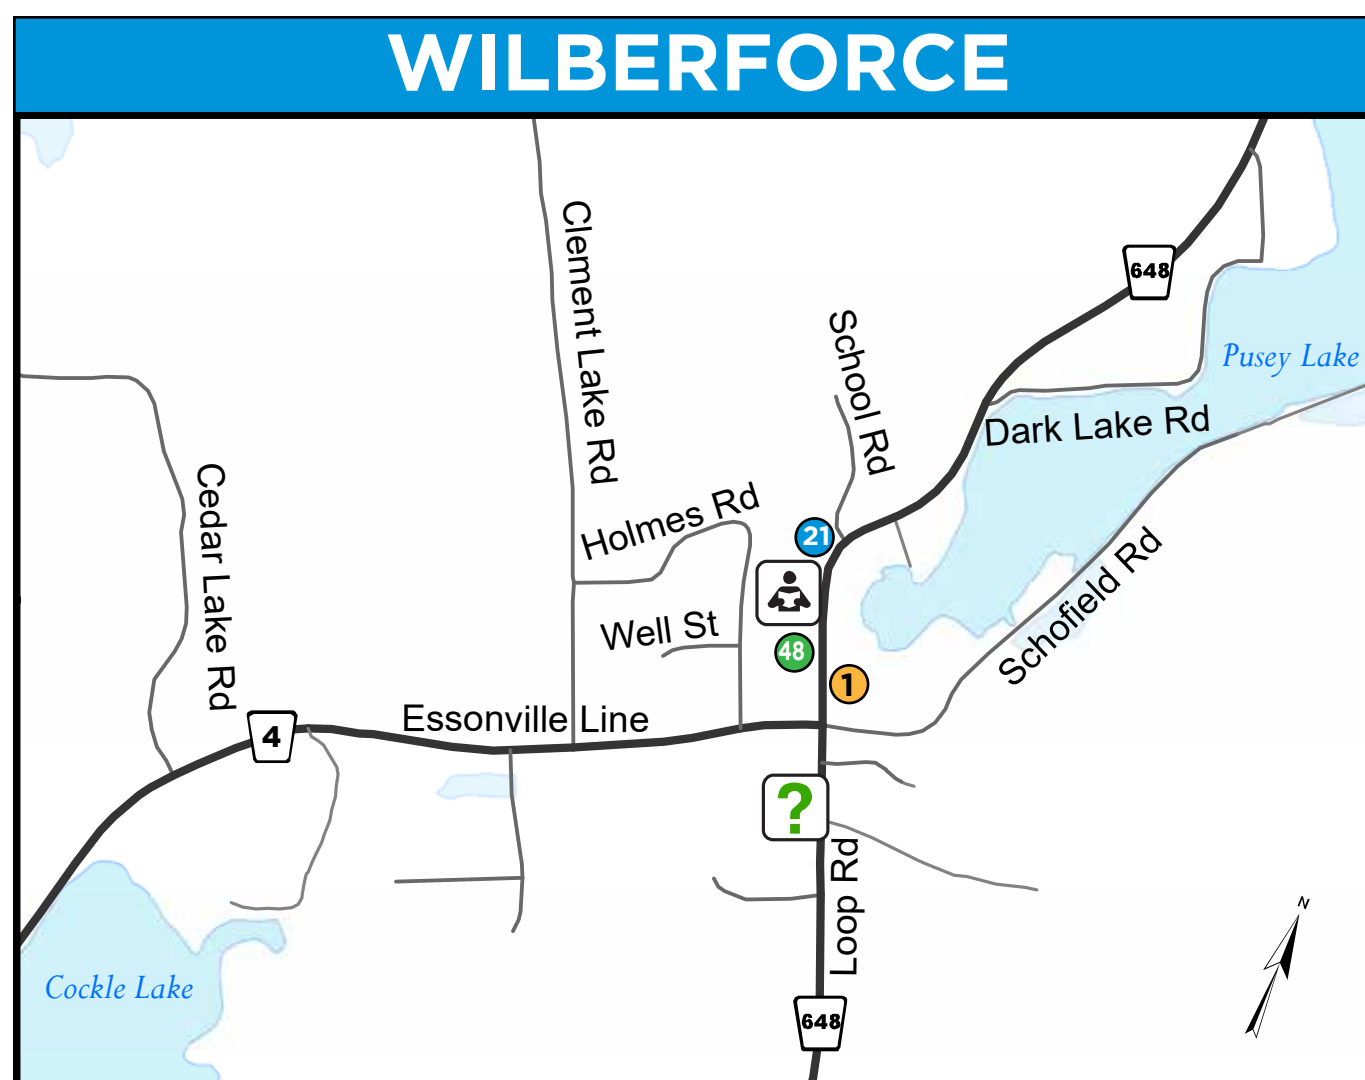 WILBERFORCE
Clement Lake Rd
648
School Rd
Pusey Lake
Dark Lake Rd
Cedar Lake Rd
Holmes Rd
21
Schofield Rd
Well St
48
1
Essonville Line
4
?
Loop Rd
N
Cockle Lake
648